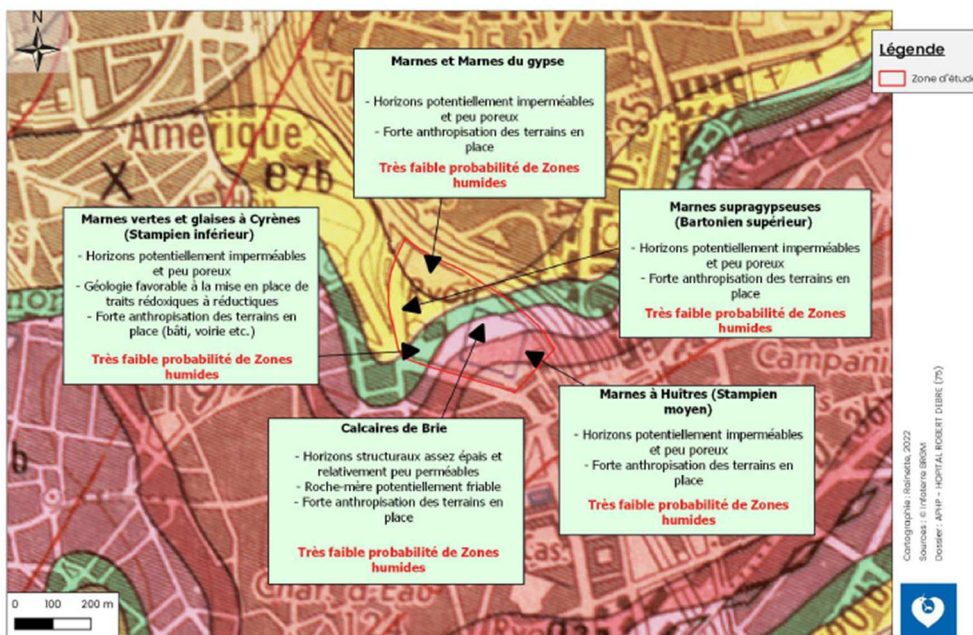 N
Légende
Zone d'étude
Marnes et Marnes du gypse
- Horizons potentiellement imperméables
et peu poreux
- Forte anthropisation des terrains en
place
Très faible probabilité de Zones
humides
Amérique
e7b
Marnes vertes et glaises à Cyrènes
(Stampien inférieur)
- Horizons potentiellement imperméables
et peu poreux
- Géologie favorable à la mise en place de
traits rédoxiques à réductiques
- Forte anthropisation des terrains en
place (bâti, voirie etc.)
Très faible probabilité de Zones
humides
Marnes supragypseuses
(Bartonien supérieur)
- Horizons potentiellement imperméables
et peu poreux
- Forte anthropisation des terrains en
place
Très faible probabilité de Zones
humides
Campani
Calcaires de Brie
- Horizons structuraux assez épais et
relativement peu perméables
- Roche-mère potentiellement friable
- Forte anthropisation des terrains en
place
Très faible probabilité de Zones
humides
Marnes à Huîtres (Stampien
moyen)
- Horizons potentiellement imperméables
et peu poreux
- Forte anthropisation des terrains en
place
Très faible probabilité de Zones
humides
Cas.
Chât. d'Eau
124
0 100 200 m
Cartographie : Rainette, 2022
Sources : © Infoterre BRGM
Dossier : APHP - HOPITAL ROBERT DEBRE (75)